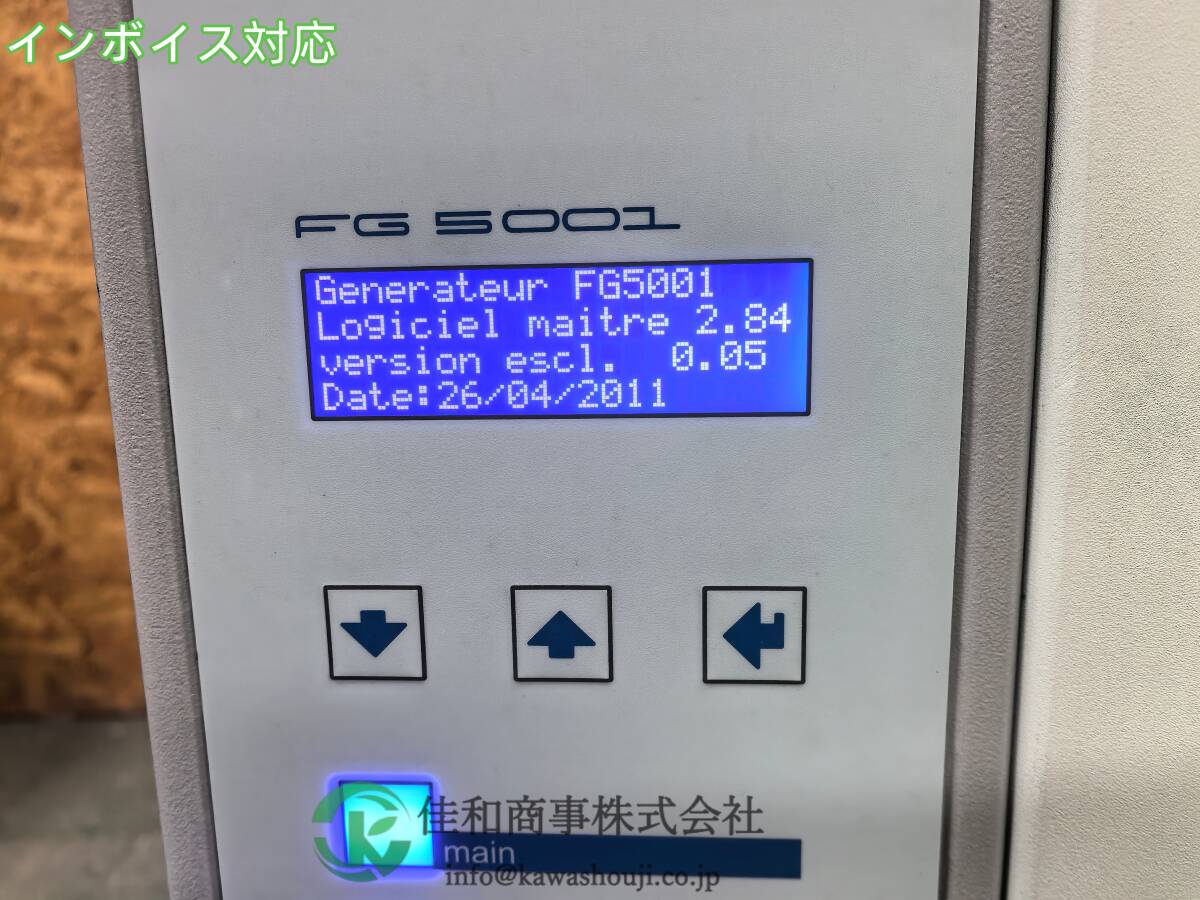 インボイス対応
FG 5001
Generateur FG5001
Logiciel maitre 2.84
version escl. 0.05
Date:26/04/2011
佳和商事株式会社
main
info@kawashouji.co.jp